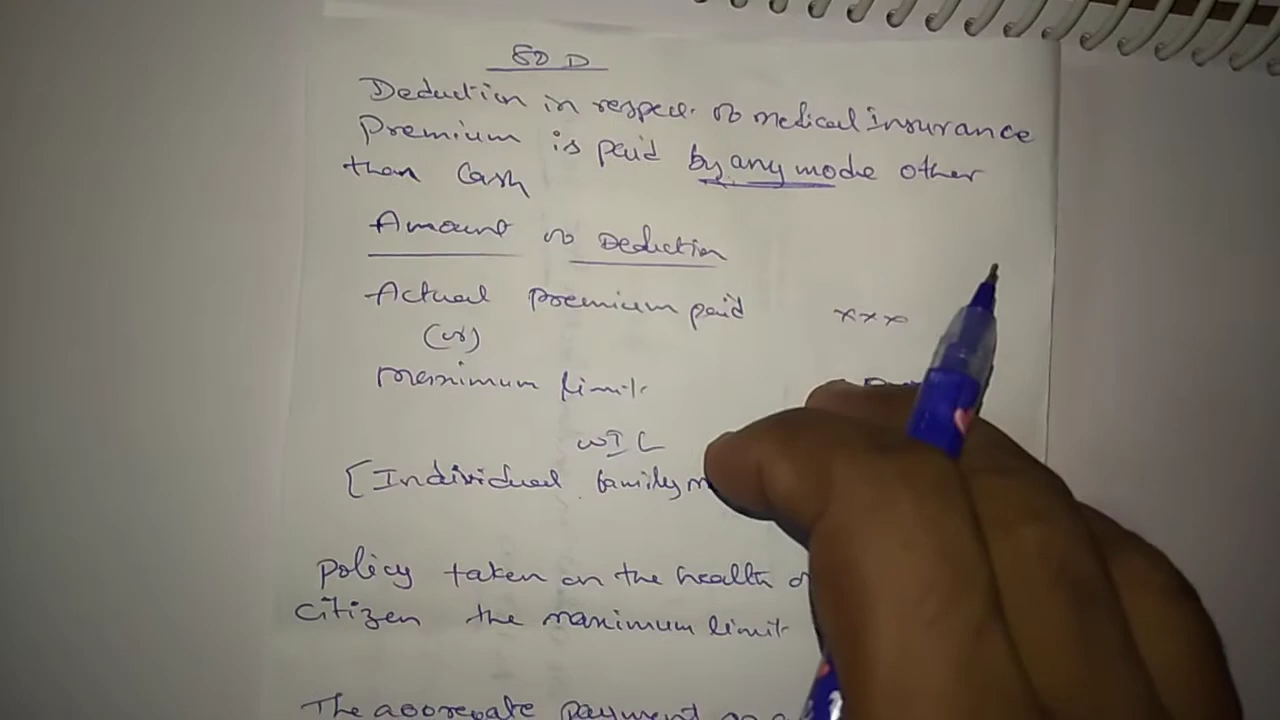 80 D
Deduction in respect of medical insurance
Premium is paid by any mode other
than Cash
Amount of Deduction
Actual premium paid xxx
(or)
Maximum limit
WIL
[Individual family m
policy taken on the health o
citizen the maximum limit
The aggregate payment on